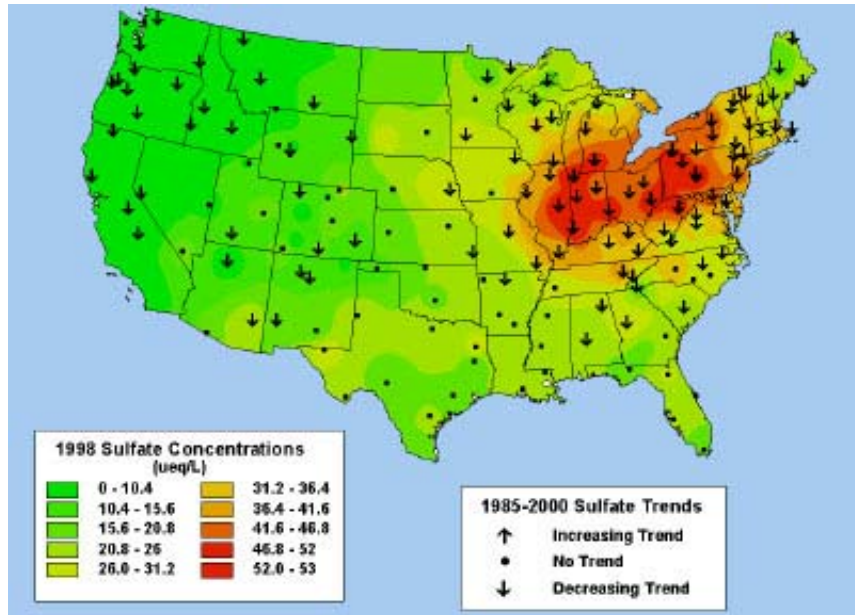 1998 Sulfate Concentrations
(ueq/L)
0 - 10.4
10.4 - 15.6
15.6 - 20.8
20.8 - 26
26.0 - 31.2
31.2 - 36.4
36.4 - 41.6
41.6 - 46.8
46.8 - 52
52.0 - 53
1985-2000 Sulfate Trends
Increasing Trend
No Trend
Decreasing Trend